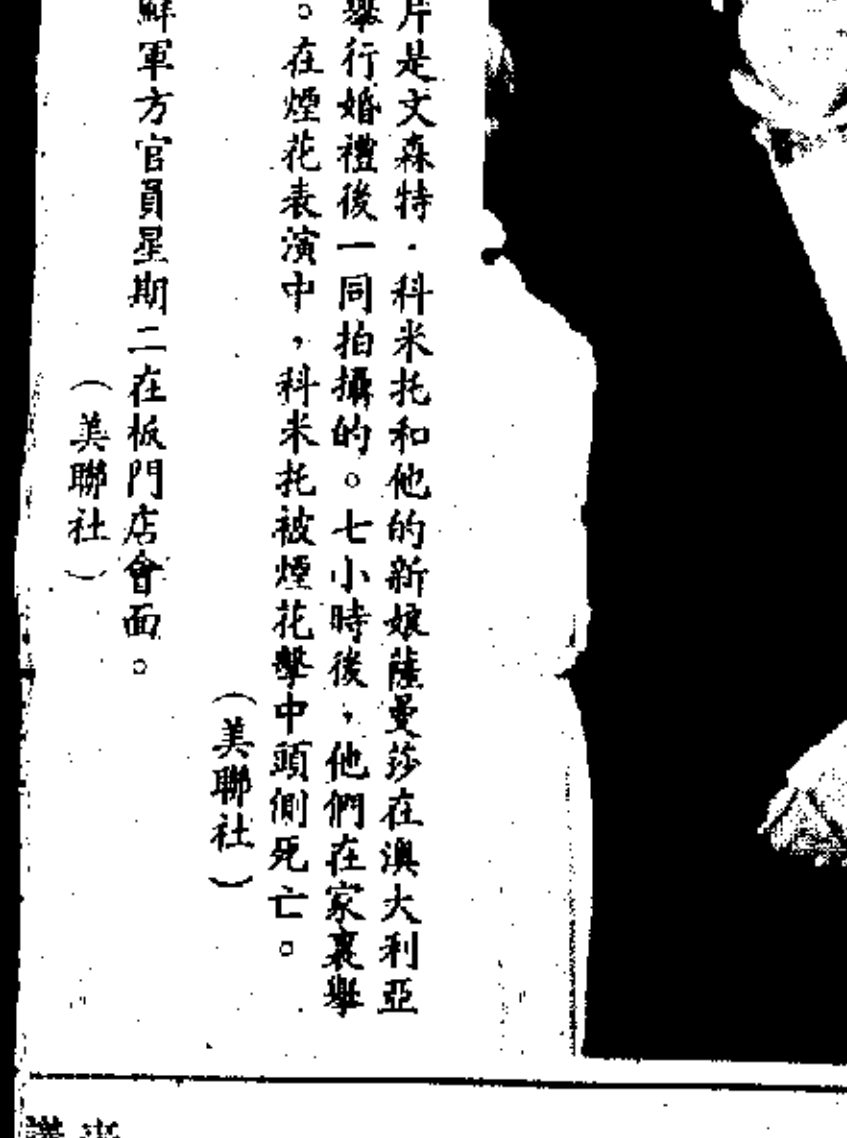 片是文森特·科米托和他的新娘薩曼莎在澳大利亞
舉行婚禮後一同拍攝的。七小時後，他們在家裏舉
。在煙花表演中，科米托被煙花擊中頭側死亡。
（美聯社）
鮮軍方官員星期二在板門店會面。
（美聯社）